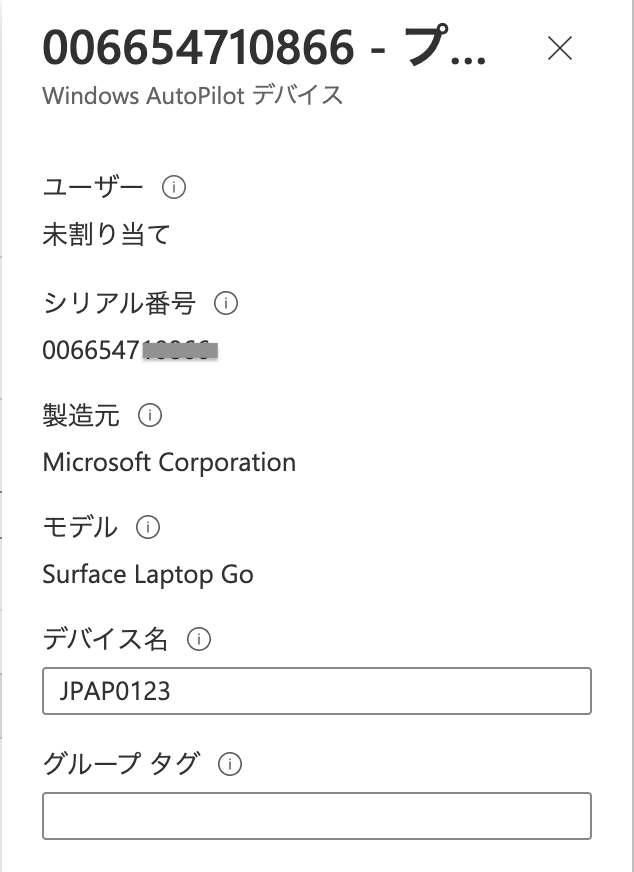 006654710866 - プ...
Windows AutoPilot デバイス
ユーザー
未割り当て
シリアル番号
0066547
製造元
Microsoft Corporation
モデル
Surface Laptop Go
デバイス名
JPAP0123
グループ タグ